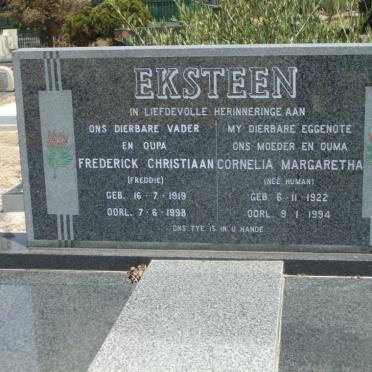 EKSTEEN
IN LIEFDEVOLLE HERINNERINGE AAN
ONS DIERBARE VADER
EN OUPA
FREDERICK CHRISTIAAN
(FREDDIE)
GEB. 16-7-1919
OORL. 7-6-1998
MY DIERBARE EGGENOTE
ONS MOEDER EN OUMA
CORNELIA MARGARETHA
(NEÉ HUMAN)
GEB. 6-11-1922
OORL. 9-1-1994
ONS TYE IS IN U HANDE